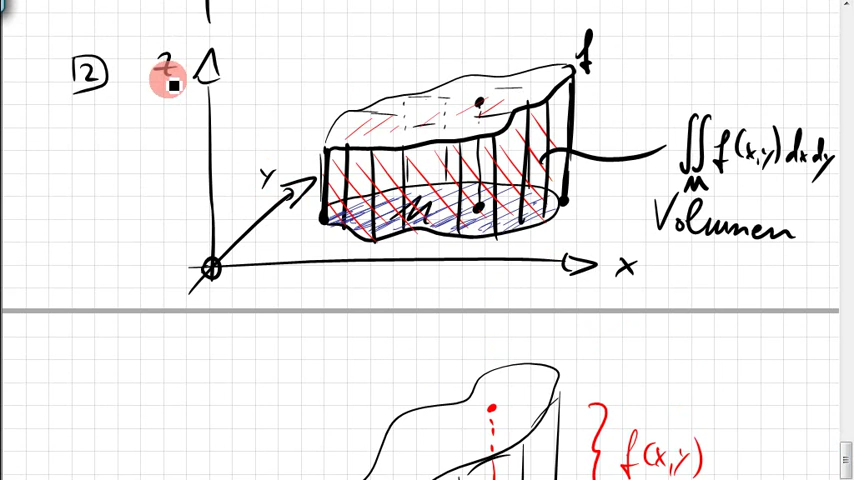 2 z
f
y
M
∬ f(x,y) dx dy
M
Volumen
x
f(x,y)